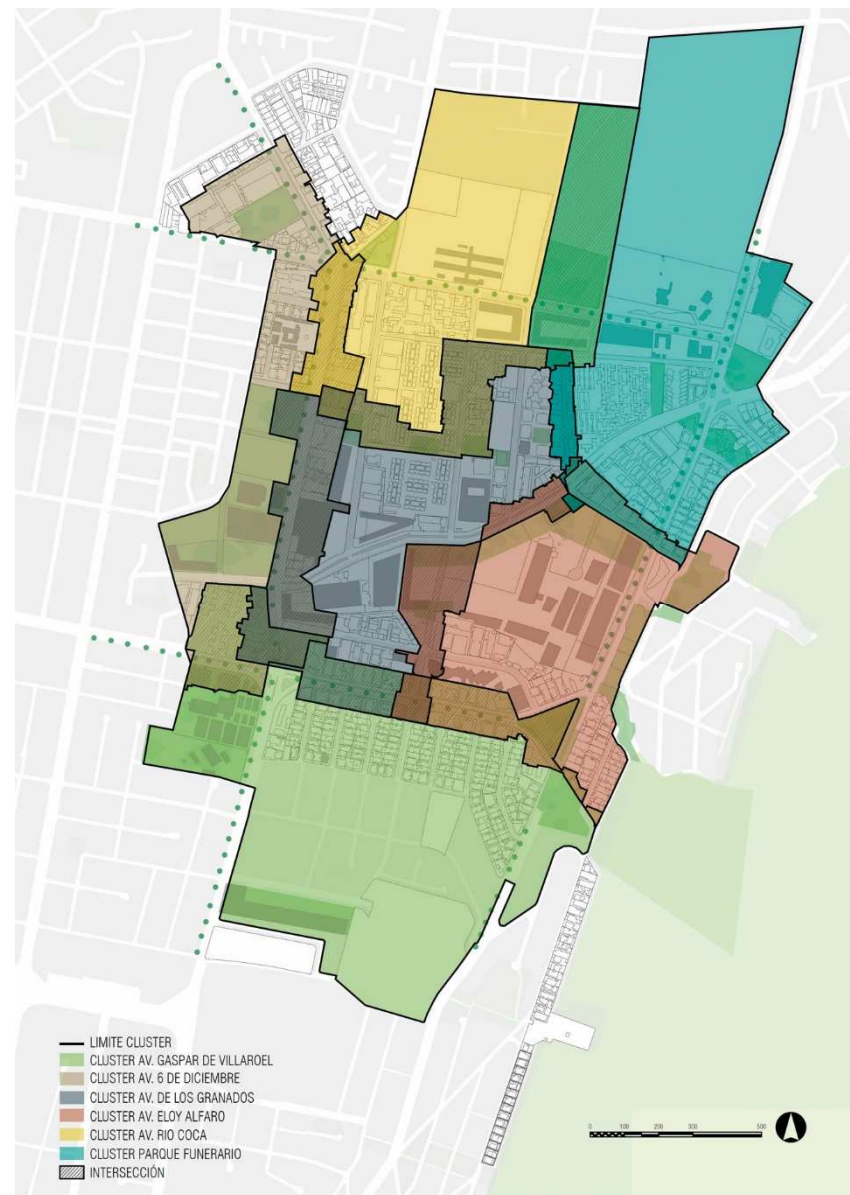 LIMITE CLUSTER
CLUSTER AV. GASPAR DE VILLAROEL
CLUSTER AV. 6 DE DICIEMBRE
CLUSTER AV. DE LOS GRANADOS
CLUSTER AV. ELOY ALFARO
CLUSTER AV. RIO COCA
CLUSTER PARQUE FUNERARIO
INTERSECCIÓN
0 100 200 300 500